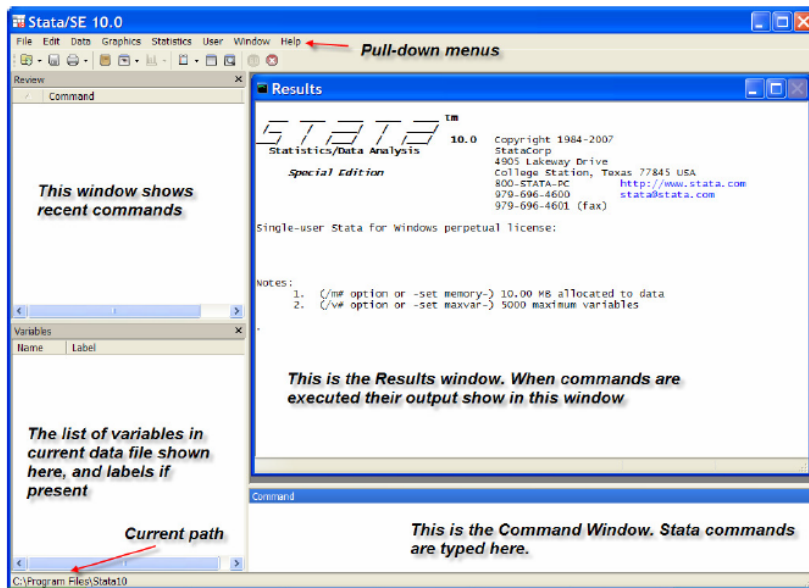 Stata/SE 10.0
File Edit Data Graphics Statistics User Window Help
Pull-down menus
Review
Command
This window shows
recent commands
Results
STATA tm
10.0 Copyright 1984-2007
Statistics/Data Analysis StataCorp
4905 Lakeway Drive
Special Edition College Station, Texas 77845 USA
800-STATA-PC http://www.stata.com
979-696-4600 stata@stata.com
979-696-4601 (fax)
Single-user Stata for Windows perpetual license:
Notes:
1. (/m# option or -set memory-) 10.00 MB allocated to data
2. (/v# option or -set maxvar-) 5000 maximum variables
.
This is the Results window. When commands are
executed their output show in this window
Variables
Name Label
The list of variables in
current data file shown
here, and labels if
present
Current path
Command
This is the Command Window. Stata commands
are typed here.
C:\Program Files\Stata10